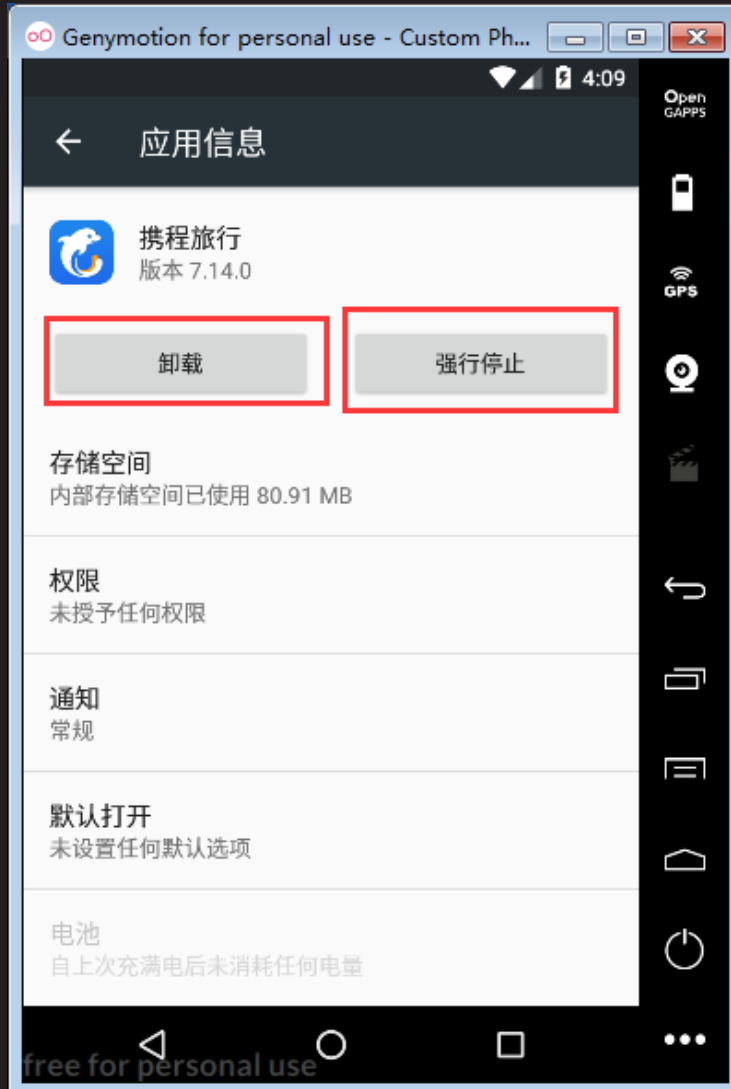 Genymotion for personal use - Custom Ph...
4:09
Open
GAPPS
应用信息
携程旅行
版本 7.14.0
GPS
卸载
强行停止
存储空间
内部存储空间已使用 80.91 MB
权限
未授予任何权限
通知
常规
默认打开
未设置任何默认选项
电池
自上次充满电后未消耗任何电量
free for personal use